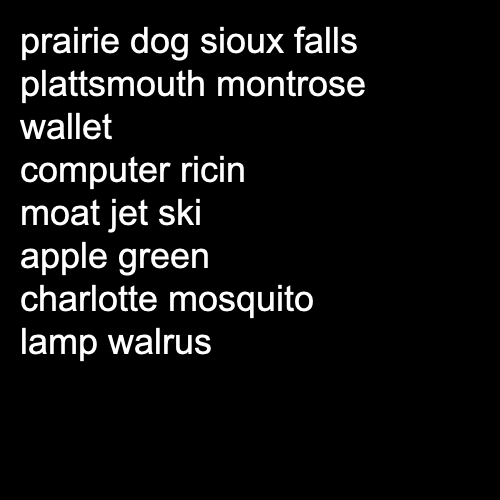 prairie dog sioux falls
plattsmouth montrose
wallet
computer ricin
moat jet ski
apple green
charlotte mosquito
lamp walrus